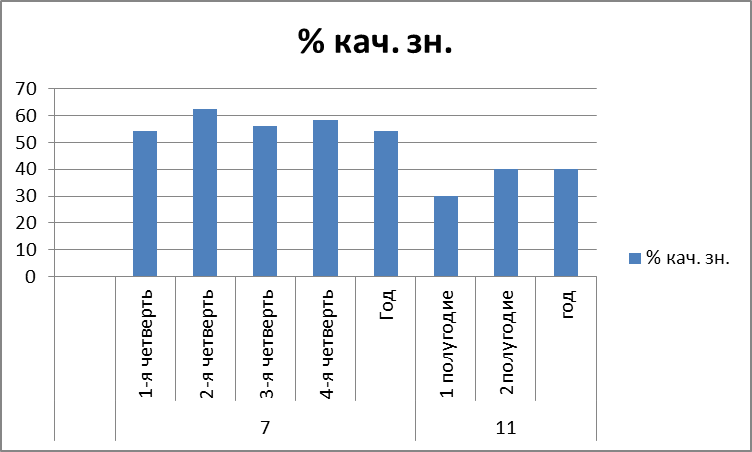 % кач. зн.
70
60
50
40
30
20
10
0
1-я четверть
2-я четверть
3-я четверть
4-я четверть
Год
1 полугодие
2полугодие
год
7
11
% кач. зн.